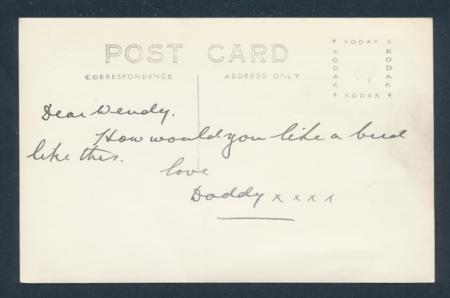 POST CARD
CORRESPONDENCE ADDRESS ONLY
KODAK
KODAK
KODAK
KODAK
Dear Wendy.
How would you like a bird
like this.
love
Daddy x x x x